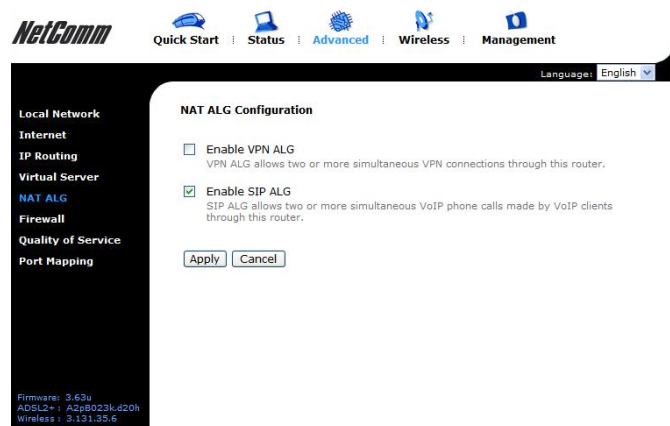 NetComm
Quick Start Status Advanced Wireless Management
Language: English
Local Network
Internet
IP Routing
Virtual Server
NAT ALG
Firewall
Quality of Service
Port Mapping
NAT ALG Configuration
Enable VPN ALG
VPN ALG allows two or more simultaneous VPN connections through this router.
Enable SIP ALG
SIP ALG allows two or more simultaneous VoIP phone calls made by VoIP clients
through this router.
Apply Cancel
Firmware: 3.63u
ADSL2+ : A2pB023k.d20h
Wireless : 3.131.35.6